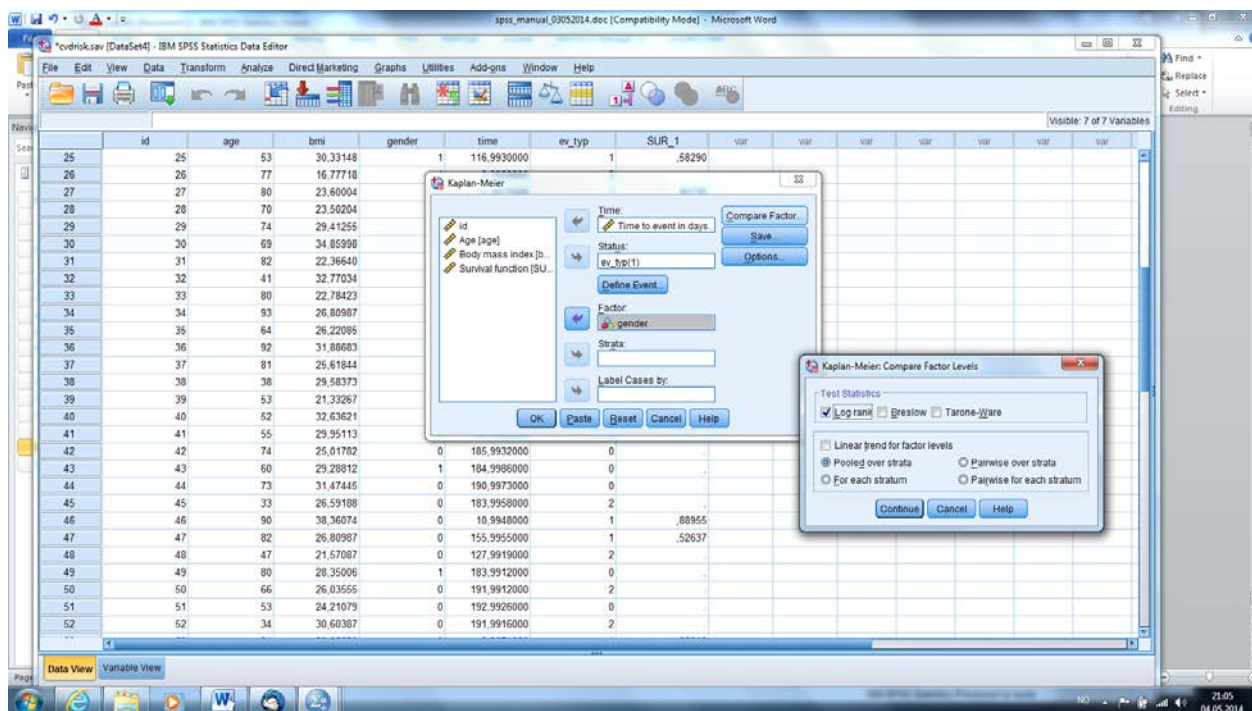 spss_manual_03052014.doc [Compatibility Mode] - Microsoft Word
*cvdrisk.sav [DataSet4] - IBM SPSS Statistics Data Editor
File Edit View Data Transform Analyze Direct Marketing Graphs Utilities Add-ons Window Help
Find
Replace
Select
Editing
Visible: 7 of 7 Variables
id age bmi gender time ev_typ SUR_1 var var var var var var
25 25 53 30,33148 1 116,9930000 1 ,58290
26 26 77 16,77718
27 27 80 23,60004
28 28 70 23,50204
29 29 74 29,41255
30 30 69 34,85998
31 31 82 22,36640
32 32 41 32,77034
33 33 80 22,78423
34 34 93 26,80987
35 35 64 26,22085
36 36 92 31,88683
37 37 81 25,61844
38 38 38 29,58373
39 39 53 21,33267
40 40 52 32,63621
41 41 55 29,95113
42 42 74 25,01782 0 185,9932000 0 .
43 43 60 29,28812 1 184,9986000 0 .
44 44 73 31,47445 0 190,9973000 0 .
45 45 33 26,59188 0 183,9958000 2 .
46 46 90 38,36074 0 10,9948000 1 ,88955
47 47 82 26,80987 0 155,9955000 1 ,52637
48 48 47 21,57087 0 127,9919000 2 .
49 49 80 28,35006 1 183,9912000 0 .
50 50 66 26,03555 0 191,9912000 2 .
51 51 53 24,21079 0 192,9926000 0 .
52 52 34 30,60387 0 191,9916000 2 .
Kaplan-Meier
id
Age [age]
Body mass index [b...
Survival function [SU...
Time:
Time to event in days...
Status:
ev_typ(1)
Define Event...
Factor:
gender
Strata:
Label Cases by:
Compare Factor...
Save...
Options...
OK Paste Reset Cancel Help
Kaplan-Meier: Compare Factor Levels
Test Statistics
Log rank Breslow Tarone-Ware
Linear trend for factor levels
Pooled over strata Pairwise over strata
For each stratum Pairwise for each stratum
Continue Cancel Help
Data View Variable View
NO
21:05
04.05.2014